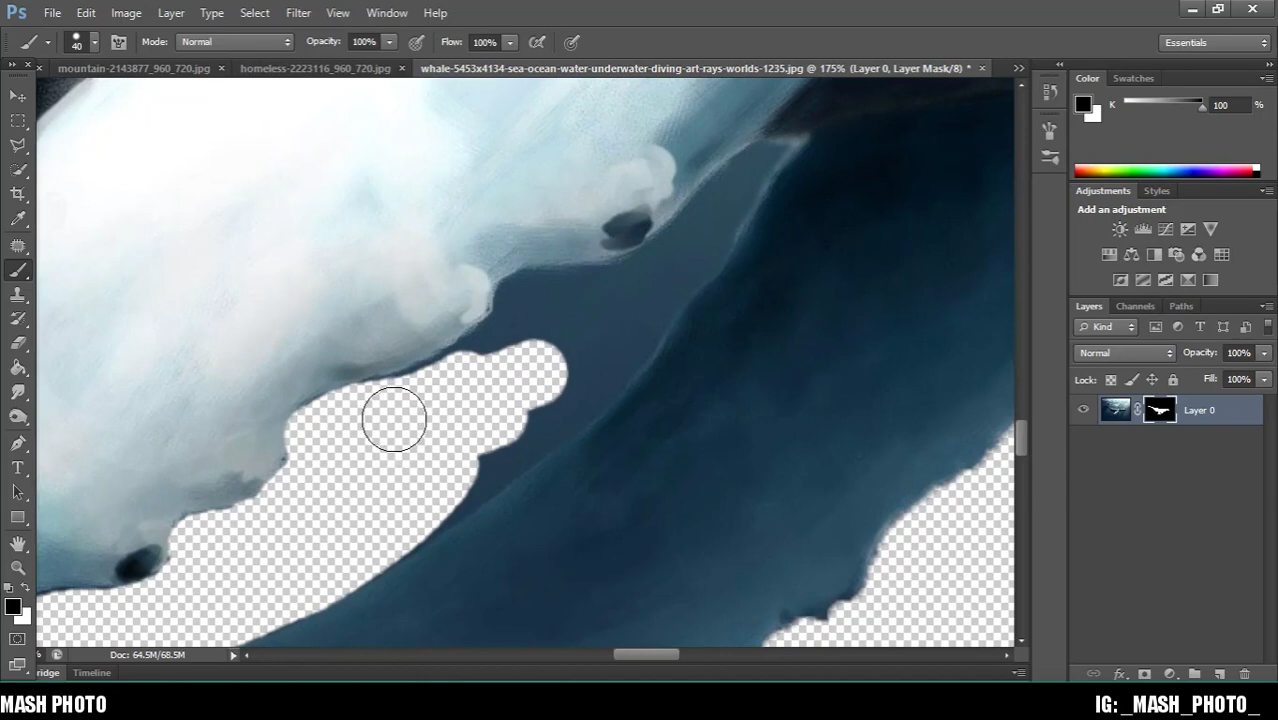 Ps File Edit Image Layer Type Select Filter View Window Help
40 Mode: Normal Opacity: 100% Flow: 100% Essentials
mountain-2143877_960_720.jpg × homeless-2223116_960_720.jpg × whale-5453x4134-sea-ocean-water-underwater-diving-art-rays-worlds-1235.jpg @ 175% (Layer 0, Layer Mask/8) * ×
Color Swatches
K 100 %
Adjustments Styles
Add an adjustment
Layers Channels Paths
Kind
Normal Opacity: 100%
Lock: Fill: 100%
Layer 0
% Doc: 64.5M/68.5M
ridge Timeline
MASH PHOTO IG: _MASH_PHOTO_